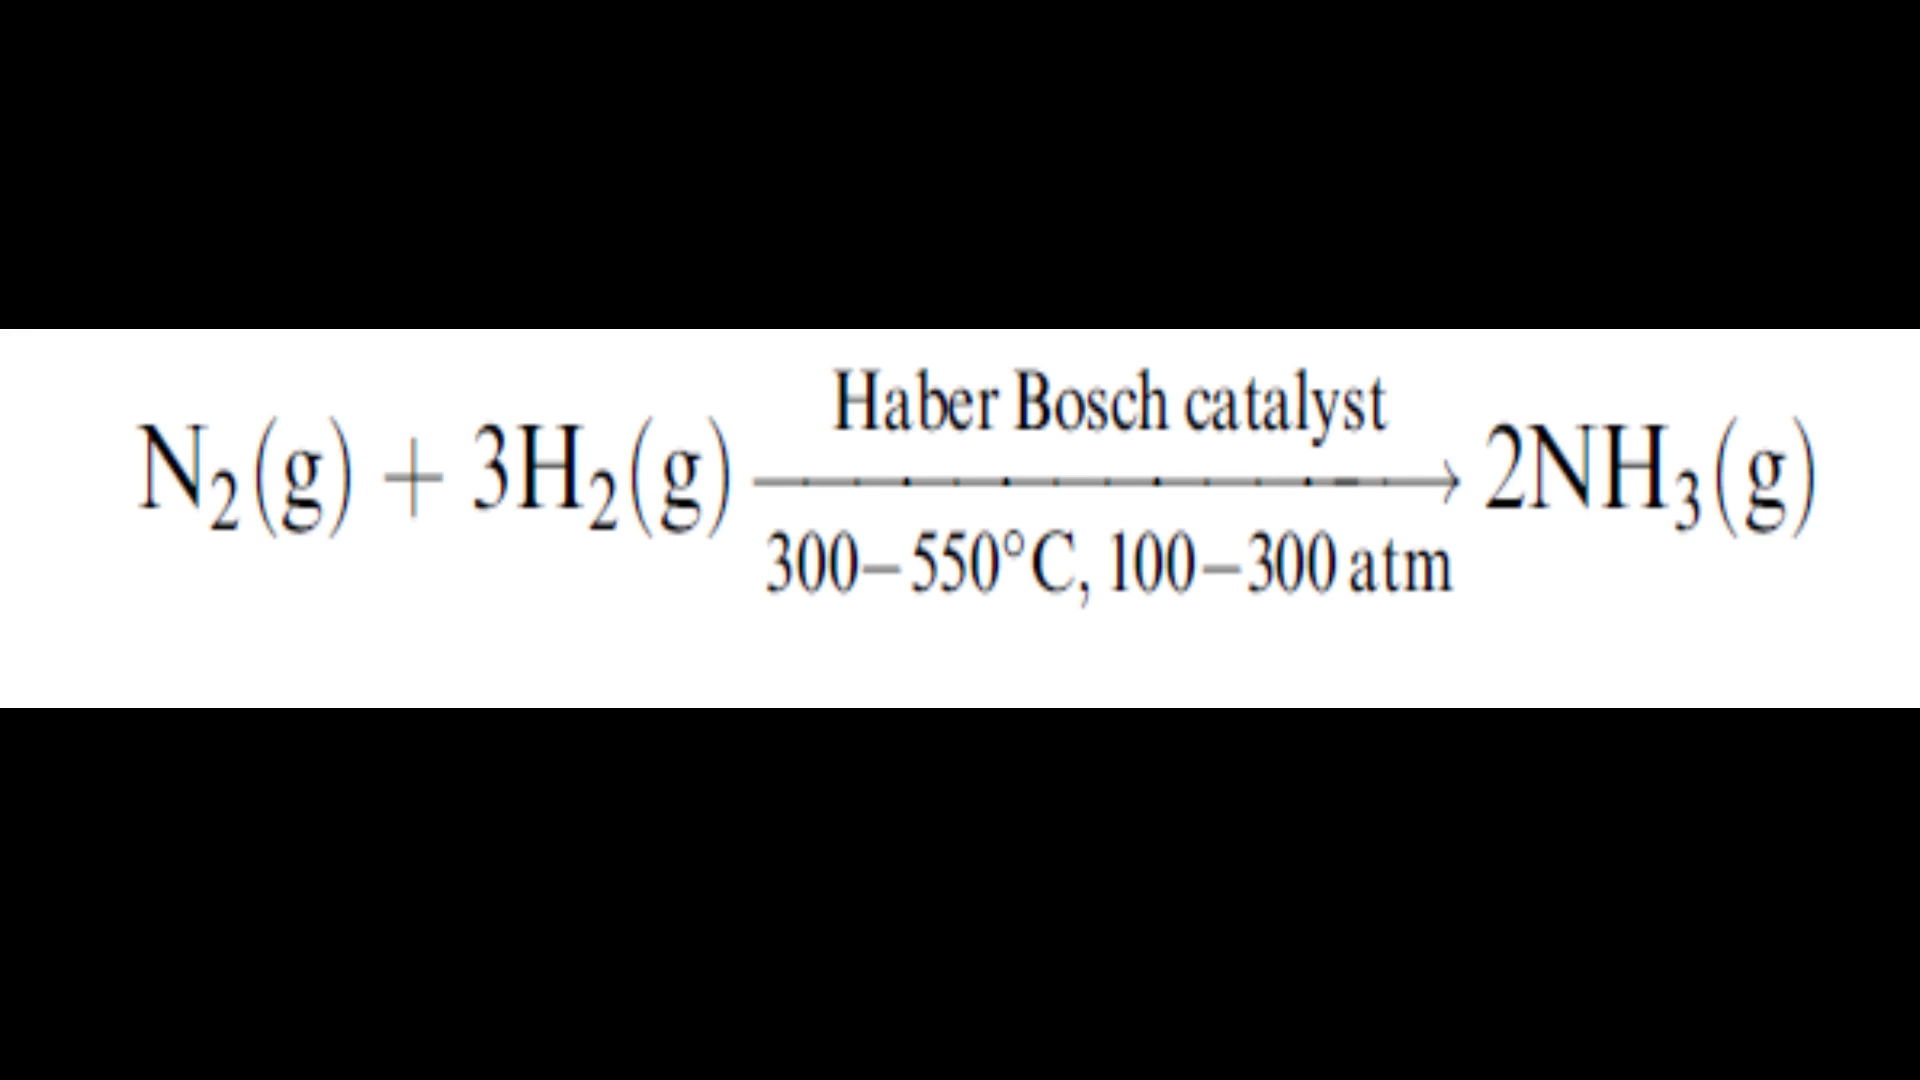 Haber Bosch catalyst
N₂(g) + 3H₂(g) ⟶ 2NH₃(g)
300–550°C, 100–300 atm